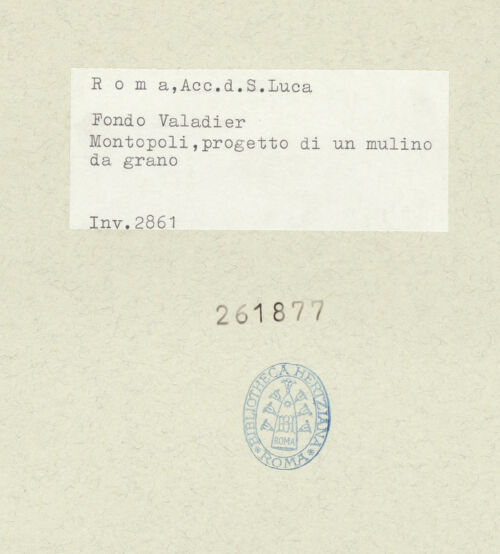 R o m a,Acc.d.S.Luca
Fondo Valadier
Montopoli,progetto di un mulino
da grano
Inv.2861
261877
BIBLIOTHECA HERTZIANA
ROMA
* ROMA *